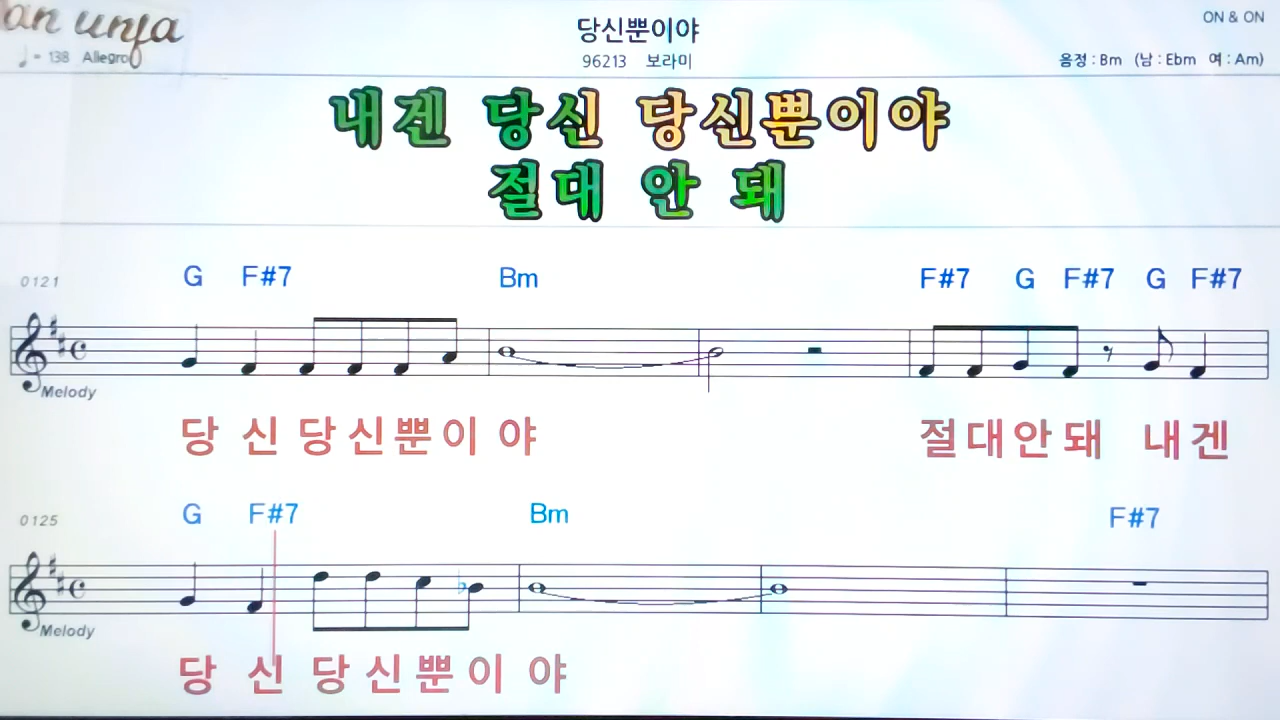 an unja
ON & ON
당신뿐이야
♩= 138 Allegro
96213 보라미
음정 : Bm (남 : Ebm 여 : Am)
내겐 당신 당신뿐이야
절대 안 돼
0121 G F#7 Bm F#7 G F#7 G F#7
Melody
당 신 당 신 뿐 이 야 절 대 안 돼 내 겐
0125 G F#7 Bm F#7
Melody
당 신 당 신 뿐 이 야